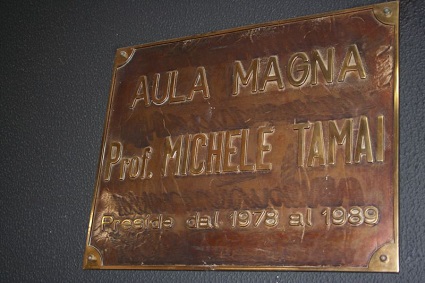 AULA MAGNA
Prof. MICHELE TAMAI
Preside dal 1978 al 1989